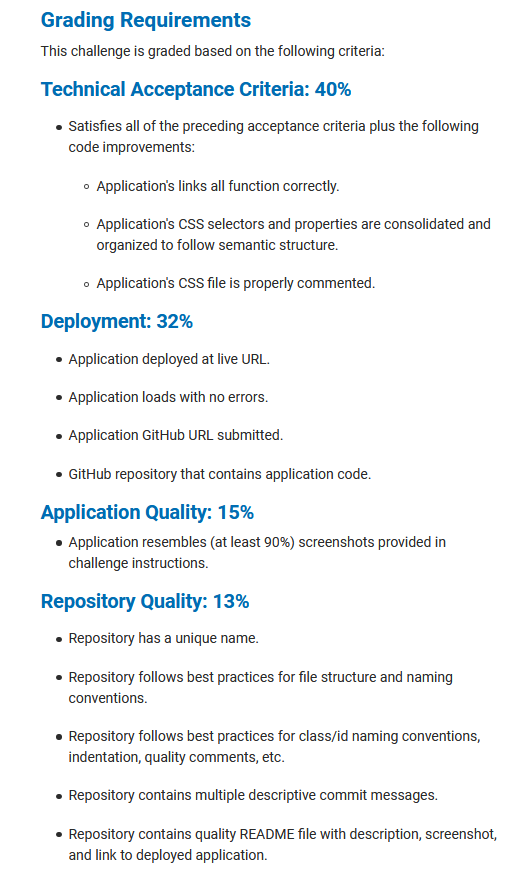 Grading Requirements
This challenge is graded based on the following criteria:
Technical Acceptance Criteria: 40%
Satisfies all of the preceding acceptance criteria plus the following
code improvements:
Application's links all function correctly.
Application's CSS selectors and properties are consolidated and
organized to follow semantic structure.
Application's CSS file is properly commented.
Deployment: 32%
Application deployed at live URL.
Application loads with no errors.
Application GitHub URL submitted.
GitHub repository that contains application code.
Application Quality: 15%
Application resembles (at least 90%) screenshots provided in
challenge instructions.
Repository Quality: 13%
Repository has a unique name.
Repository follows best practices for file structure and naming
conventions.
Repository follows best practices for class/id naming conventions,
indentation, quality comments, etc.
Repository contains multiple descriptive commit messages.
Repository contains quality README file with description, screenshot,
and link to deployed application.